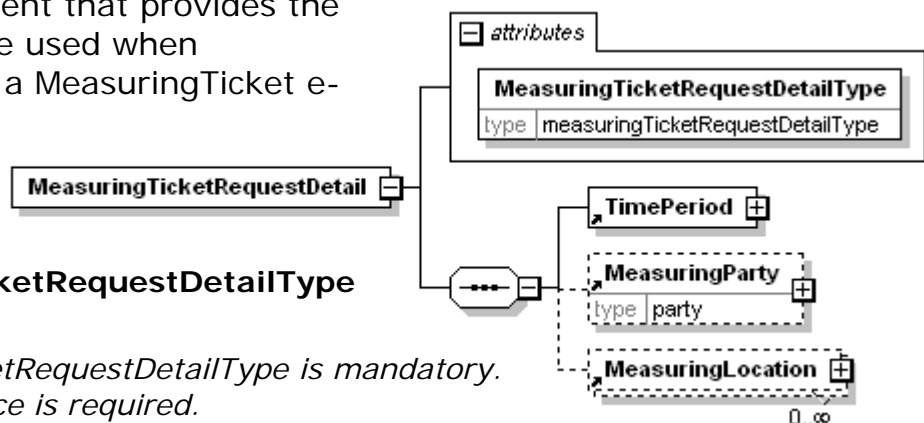 ent that provides the
e used when
a MeasuringTicket e-
attributes
MeasuringTicketRequestDetailType
type measuringTicketRequestDetailType
MeasuringTicketRequestDetail
TimePeriod
ketRequestDetailType
MeasuringParty
type party
etRequestDetailType is mandatory.
MeasuringLocation
ce is required.
0..∞